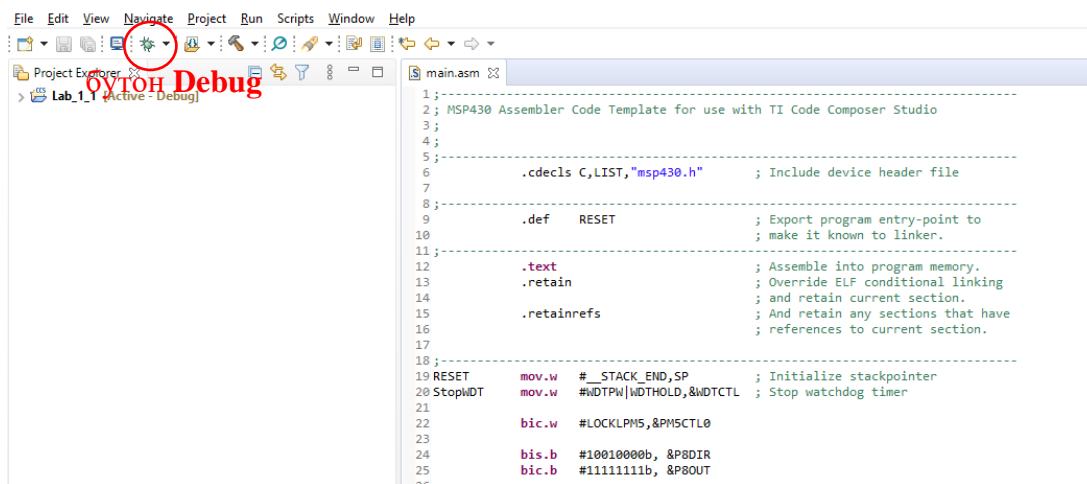 File Edit View Navigate Project Run Scripts Window Help
Project Explorer
бутон Debug
Lab_1_1 [Active - Debug]
main.asm
1 ;-------------------------------------------------------------------------------
2 ; MSP430 Assembler Code Template for use with TI Code Composer Studio
3 ;
4 ;
5 ;-------------------------------------------------------------------------------
6 .cdecls C,LIST,"msp430.h" ; Include device header file
7
8 ;-------------------------------------------------------------------------------
9 .def RESET ; Export program entry-point to
10 ; make it known to linker.
11 ;-------------------------------------------------------------------------------
12 .text ; Assemble into program memory.
13 .retain ; Override ELF conditional linking
14 ; and retain current section.
15 .retainrefs ; And retain any sections that have
16 ; references to current section.
17
18 ;-------------------------------------------------------------------------------
19 RESET mov.w #__STACK_END,SP ; Initialize stackpointer
20 StopWDT mov.w #WDTPW|WDTHOLD,&WDTCTL ; Stop watchdog timer
21
22 bic.w #LOCKLPM5,&PM5CTL0
23
24 bis.b #10010000b, &P8DIR
25 bic.b #11111111b, &P8OUT